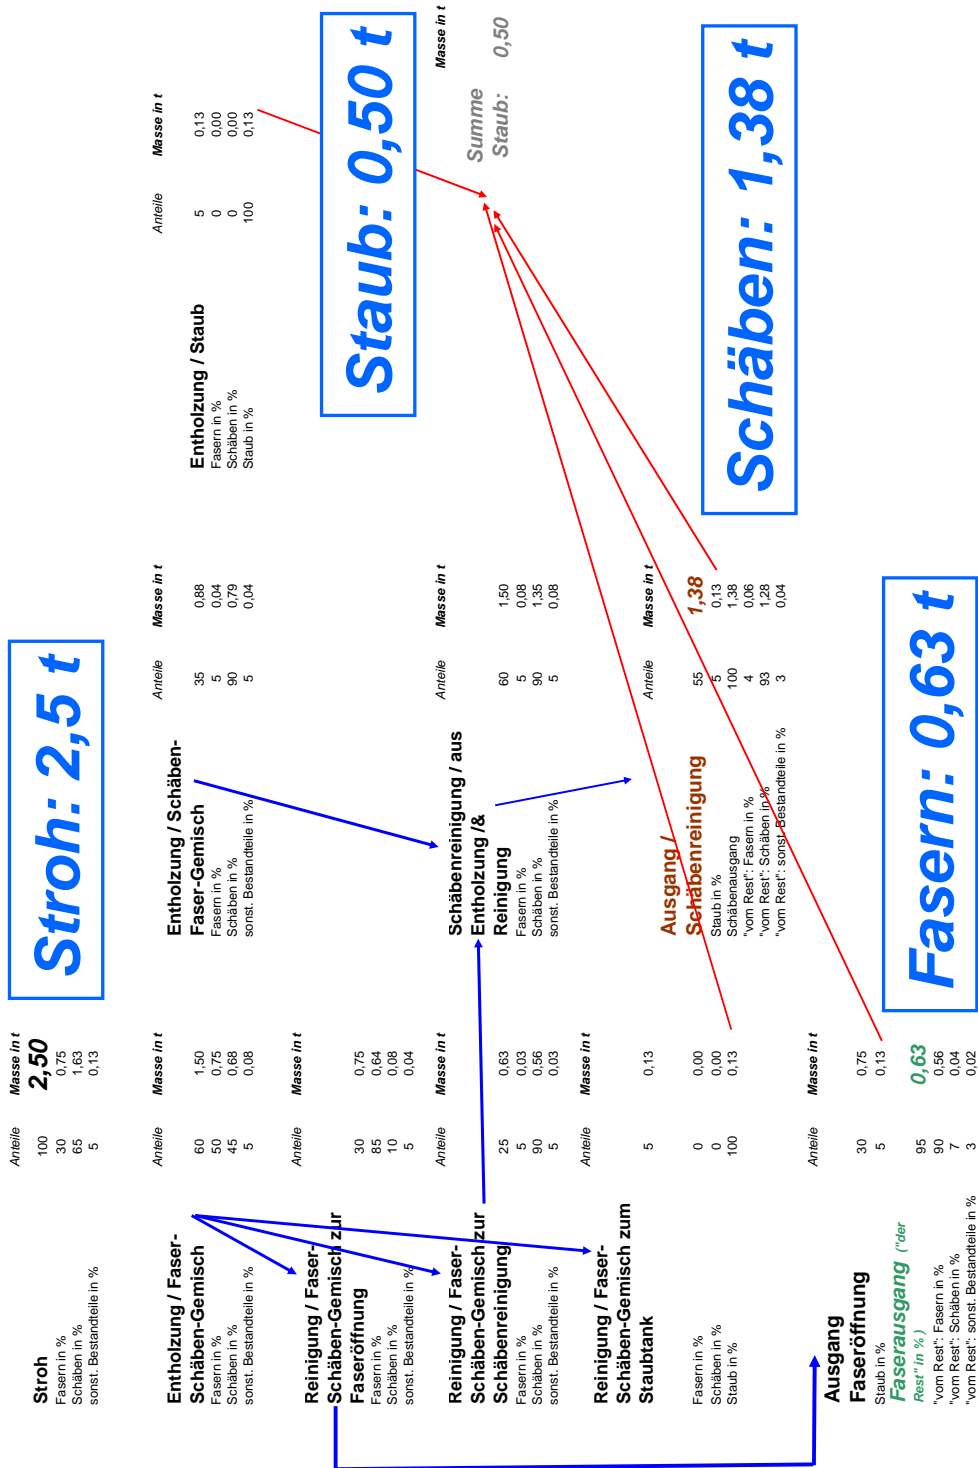 Stroh: 2,5 t
Anteile Masse in t
Stroh 100 2,50
Fasern in % 30 0,75
Schäben in % 65 1,63
sonst. Bestandteile in % 5 0,13
Anteile Masse in t
Entholzung / Faser-
Schäben-Gemisch 60 1,50
Fasern in % 50 0,75
Schäben in % 45 0,68
sonst. Bestandteile in % 5 0,08
Anteile Masse in t
Entholzung / Schäben-
Faser-Gemisch 35 0,88
Fasern in % 5 0,04
Schäben in % 90 0,79
sonst. Bestandteile in % 5 0,04
Anteile Masse in t
Entholzung / Staub 5 0,13
Fasern in % 0 0,00
Schäben in % 0 0,00
Staub in % 100 0,13
Anteile Masse in t
Reinigung / Faser-
Schäben-Gemisch zur
Faseröffnung 30 0,75
Fasern in % 85 0,64
Schäben in % 10 0,08
sonst. Bestandteile in % 5 0,04
Staub: 0,50 t
Anteile Masse in t
Reinigung / Faser-
Schäben-Gemisch zur
Schäbenreinigung 25 0,63
Fasern in % 5 0,03
Schäben in % 90 0,56
sonst. Bestandteile in % 5 0,03
Anteile Masse in t
Schäbenreinigung / aus
Entholzung /&
Reinigung 60 1,50
Fasern in % 5 0,08
Schäben in % 90 1,35
sonst. Bestandteile in % 5 0,08
Masse in t
Summe
Staub: 0,50
Anteile Masse in t
Reinigung / Faser-
Schäben-Gemisch zum
Staubtank 5 0,13
Fasern in % 0 0,00
Schäben in % 0 0,00
Staub in % 100 0,13
Anteile Masse in t
Ausgang /
Schäbenreinigung 55 1,38
Staub in % 5 0,13
Schäbenausgang 100 1,38
"vom Rest": Fasern in % 4 0,06
"vom Rest": Schäben in % 93 1,28
"vom Rest": sonst. Bestandteile in % 3 0,04
Schäben: 1,38 t
Anteile Masse in t
Ausgang
Faseröffnung 30 0,75
Staub in % 5 0,13
Faserausgang ("der
Rest" in % ) 95 0,63
"vom Rest": Fasern in % 90 0,56
"vom Rest": Schäben in % 7 0,04
"vom Rest": sonst. Bestandteile in % 3 0,02
Fasern: 0,63 t